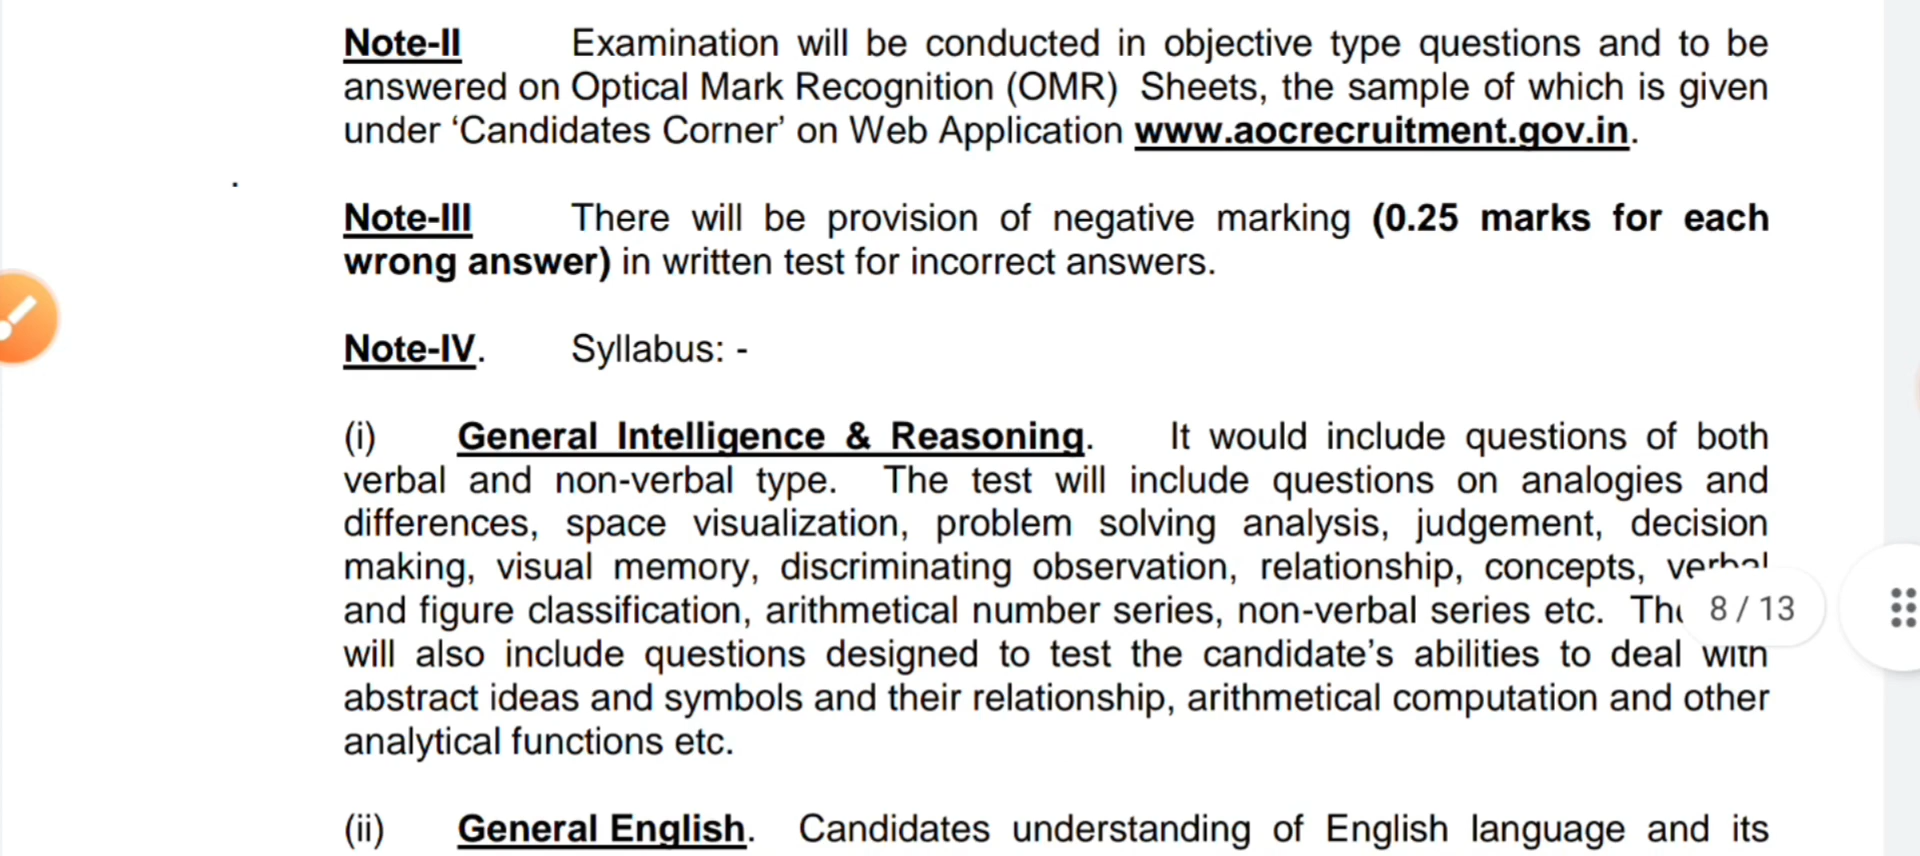 Note-II Examination will be conducted in objective type questions and to be
answered on Optical Mark Recognition (OMR) Sheets, the sample of which is given
under ‘Candidates Corner’ on Web Application www.aocrecruitment.gov.in.
Note-III There will be provision of negative marking (0.25 marks for each
wrong answer) in written test for incorrect answers.
Note-IV. Syllabus: -
(i) General Intelligence & Reasoning. It would include questions of both
verbal and non-verbal type. The test will include questions on analogies and
differences, space visualization, problem solving analysis, judgement, decision
making, visual memory, discriminating observation, relationship, concepts, verbal
and figure classification, arithmetical number series, non-verbal series etc. 8 / 13
will also include questions designed to test the candidate’s abilities to deal with
abstract ideas and symbols and their relationship, arithmetical computation and other
analytical functions etc.
(ii) General English. Candidates understanding of English language and its